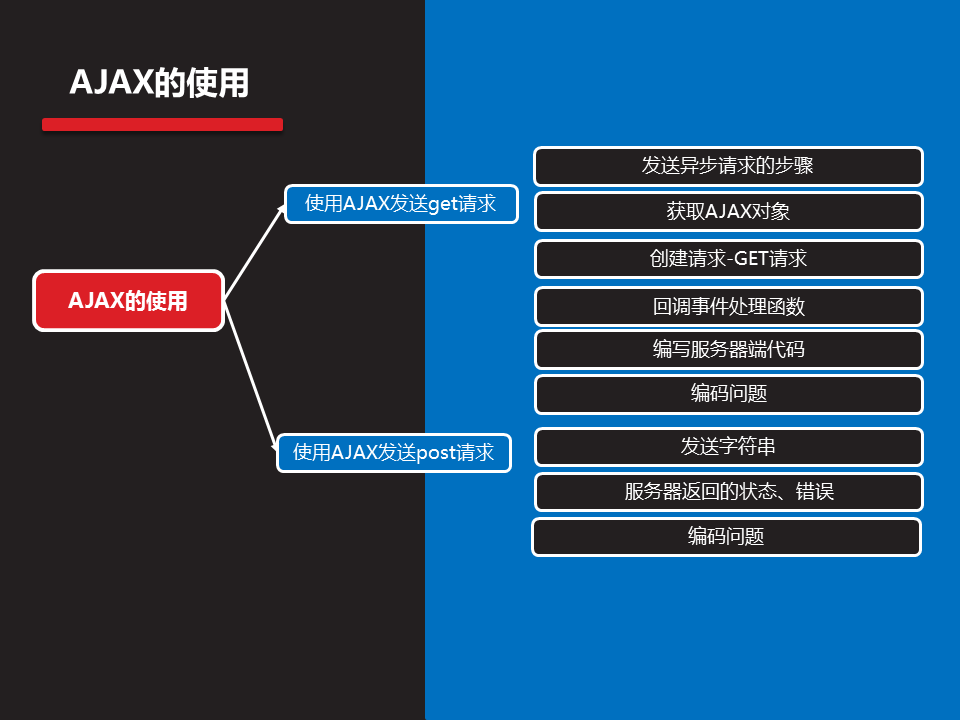 AJAX的使用
AJAX的使用
使用AJAX发送get请求
发送异步请求的步骤
获取AJAX对象
创建请求-GET请求
回调事件处理函数
编写服务器端代码
编码问题
使用AJAX发送post请求
发送字符串
服务器返回的状态、错误
编码问题